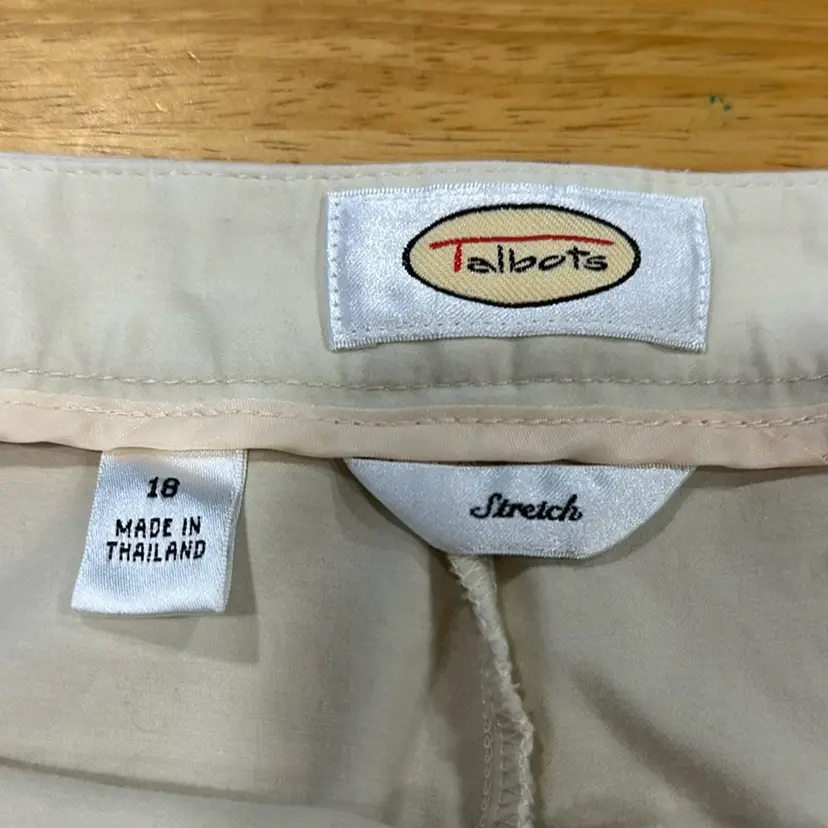 Talbots
18
MADE IN
THAILAND
Stretch